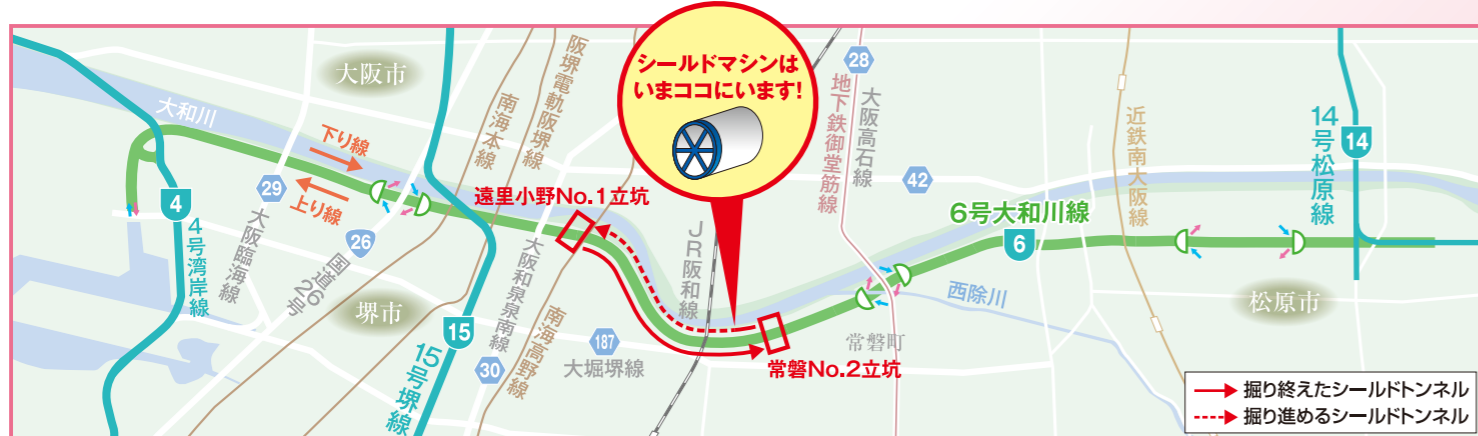 シールドマシンは
いまココにいます!
大阪市
堺市
松原市
大和川
下り線
上り線
南海本線
阪堺電軌阪堺線
遠里小野No.1立坑
常磐No.2立坑
JR阪和線
28
大阪高石線
地下鉄御堂筋線
42
近鉄南大阪線
14号松原線
14
6号大和川線
6
西除川
常磐町
4
4号湾岸線
29
大阪臨海線
26
国道26号
15
15号堺線
大阪和泉泉南線
30
南海高野線
187
大堀堺線
掘り終えたシールドトンネル
掘り進めるシールドトンネル